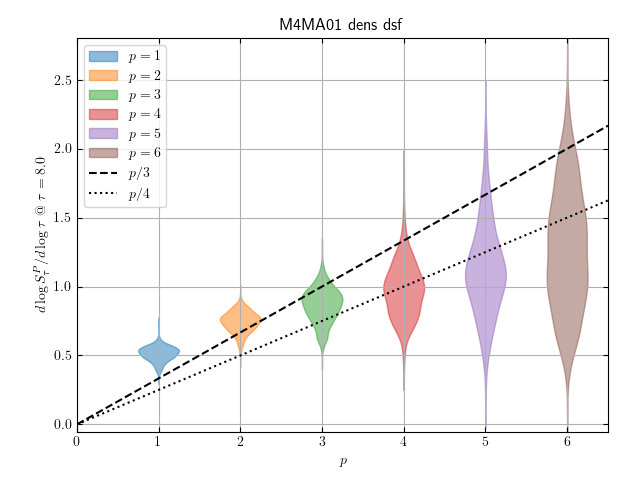 M4MA01 dens dsf
p = 1
p = 2
p = 3
p = 4
p = 5
p = 6
p/3
p/4
d log S_τ^P / d log τ @ τ = 8.0
2.5
2.0
1.5
1.0
0.5
0.0
0 1 2 3 4 5 6
p